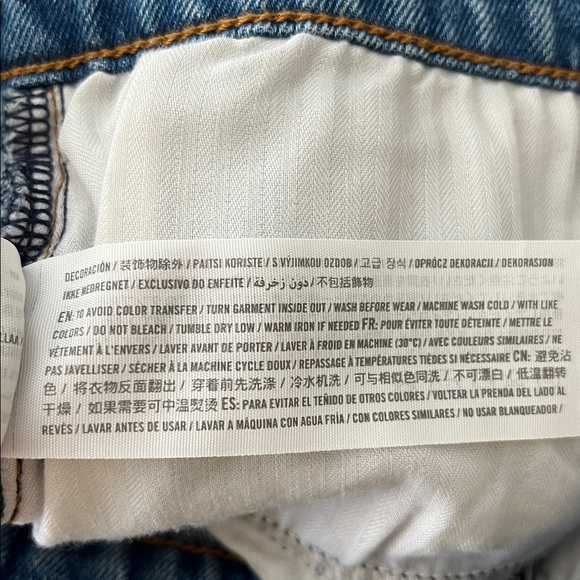 DECORACIÓN / 装饰物除外 / PAITSI KORISTE / S VÝJIMKOU OZDOB / 고급 장식 / OPRÓCZ DEKORACJI / DEKORASJON
IKKE MEDREGNET / EXCLUSIVO DO ENFEITE / دون زخرفة / 不包括飾物
EN: TO AVOID COLOR TRANSFER / TURN GARMENT INSIDE OUT / WASH BEFORE WEAR / MACHINE WASH COLD / WITH LIKE
COLORS / DO NOT BLEACH / TUMBLE DRY LOW / WARM IRON IF NEEDED FR: POUR ÉVITER TOUTE DÉTEINTE / METTRE LE
VÊTEMENT À L'ENVERS / LAVER AVANT DE PORTER / LAVER À FROID EN MACHINE (30°C) / AVEC COULEURS SIMILAIRES / NE
PAS JAVELLISER / SÉCHER À LA MACHINE CYCLE DOUX / REPASSAGE À TEMPÉRATURES TIÈDES SI NÉCESSAIRE CN: 避免沾
色 / 将衣物反面翻出 / 穿着前先洗涤 / 冷水机洗 / 可与相似色同洗 / 不可漂白 / 低温翻转
干燥 / 如果需要可中温熨烫 ES: PARA EVITAR EL TEÑIDO DE OTROS COLORES / VOLTEAR LA PRENDA DEL LADO DEL
REVÉS / LAVAR ANTES DE USAR / LAVAR A MÁQUINA CON AGUA FRÍA / CON COLORES SIMILARES / NO USAR BLANQUEADOR /